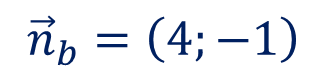 n⃗_b = (4; −1)